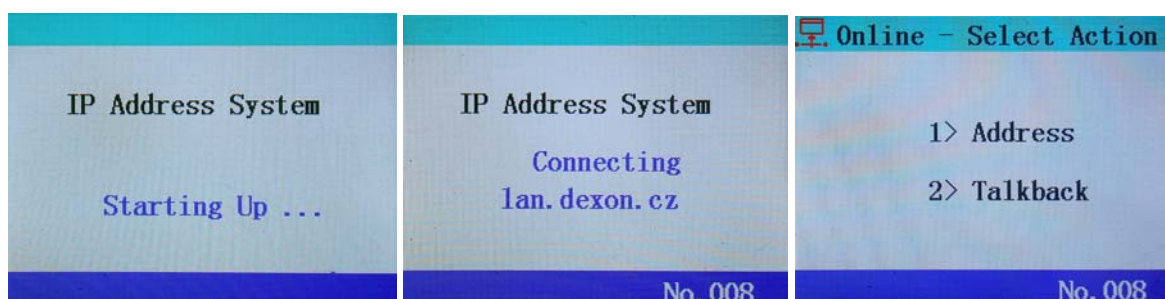 IP Address System
Starting Up ...
IP Address System
Connecting
lan.dexon.cz
No. 008
Online - Select Action
1> Address
2> Talkback
No. 008